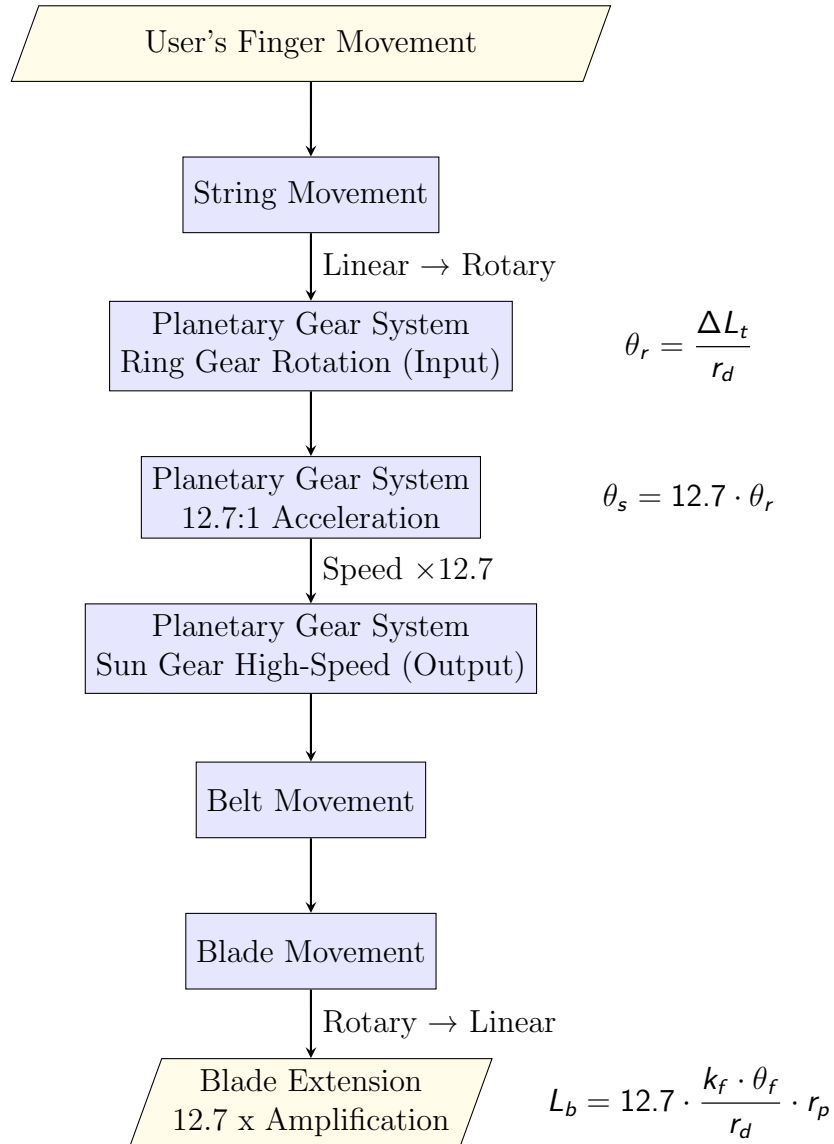 User's Finger Movement
String Movement
Linear → Rotary
Planetary Gear System
Ring Gear Rotation (Input)
θ_r = ΔL_t / r_d
Planetary Gear System
12.7:1 Acceleration
θ_s = 12.7 · θ_r
Speed ×12.7
Planetary Gear System
Sun Gear High-Speed (Output)
Belt Movement
Blade Movement
Rotary → Linear
Blade Extension
12.7 x Amplification
L_b = 12.7 · (k_f · θ_f) / r_d · r_p